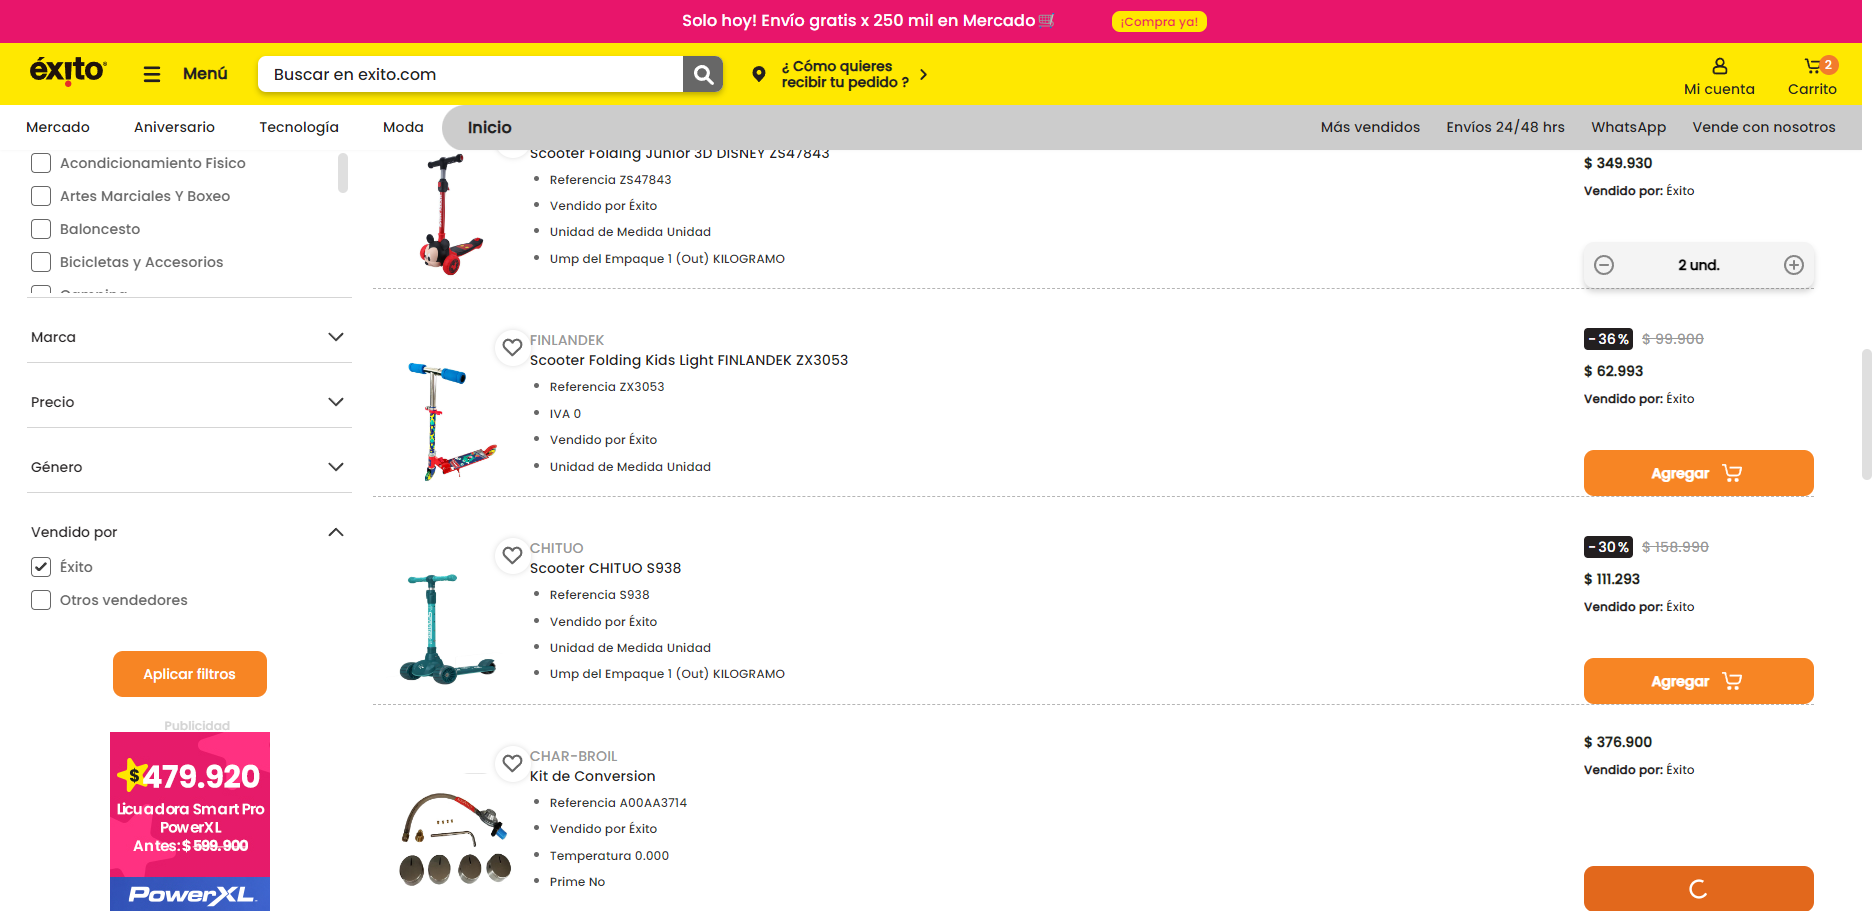 Solo hoy! Envío gratis x 250 mil en Mercado
¡Compra ya!
éxito
Menú
Buscar en exito.com
¿ Cómo quieres
recibir tu pedido ?
Mi cuenta
2
Carrito
Mercado
Aniversario
Tecnología
Moda
Inicio
Más vendidos
Envíos 24/48 hrs
WhatsApp
Vende con nosotros
Acondicionamiento Fisico
Artes Marciales Y Boxeo
Baloncesto
Bicicletas y Accesorios
Camping
Marca
Precio
Género
Vendido por
Éxito
Otros vendedores
Aplicar filtros
Publicidad
$479.920
Licuadora Smart Pro
PowerXL
Antes: $ 599.900
PowerXL
Scooter Folding Junior 3D DISNEY ZS47843
Referencia ZS47843
Vendido por Éxito
Unidad de Medida Unidad
Ump del Empaque 1 (Out) KILOGRAMO
$ 349.930
Vendido por: Éxito
2 und.
FINLANDEK
Scooter Folding Kids Light FINLANDEK ZX3053
Referencia ZX3053
IVA 0
Vendido por Éxito
Unidad de Medida Unidad
-36% $ 99.900
$ 62.993
Vendido por: Éxito
Agregar
CHITUO
Scooter CHITUO S938
Referencia S938
Vendido por Éxito
Unidad de Medida Unidad
Ump del Empaque 1 (Out) KILOGRAMO
-30% $ 158.990
$ 111.293
Vendido por: Éxito
Agregar
CHAR-BROIL
Kit de Conversion
Referencia A00AA3714
Vendido por Éxito
Temperatura 0.000
Prime No
$ 376.900
Vendido por: Éxito